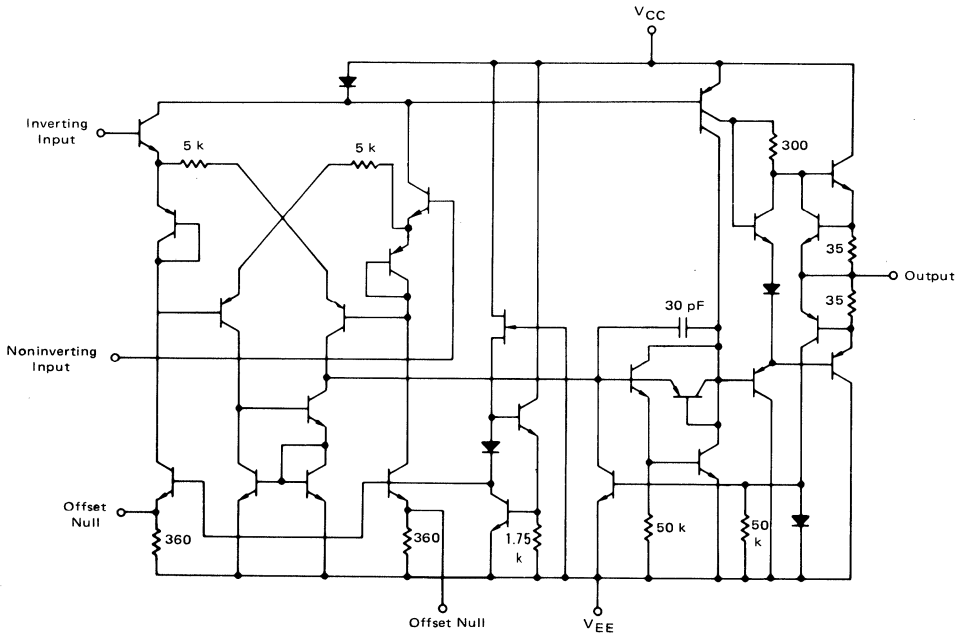 VCC
Inverting
Input
5 k
5 k
300
35
Output
35
30 pF
Noninverting
Input
Offset
Null
360
360
1.75
k
50 k
50
k
Offset Null
VEE